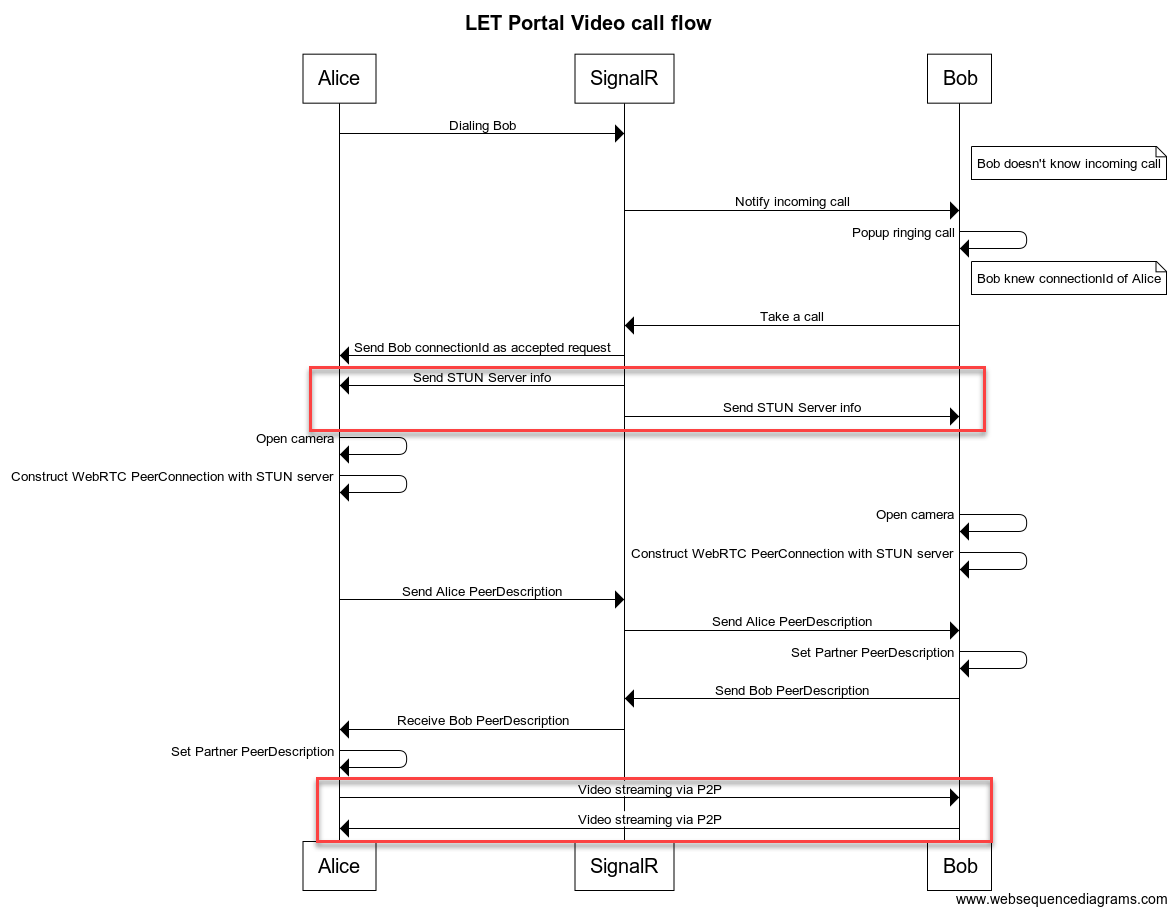 LET Portal Video call flow
Alice
SignalR
Bob
Dialing Bob
Bob doesn't know incoming call
Notify incoming call
Popup ringing call
Bob knew connectionId of Alice
Take a call
Send Bob connectionId as accepted request
Send STUN Server info
Send STUN Server info
Open camera
Construct WebRTC PeerConnection with STUN server
Open camera
Construct WebRTC PeerConnection with STUN server
Send Alice PeerDescription
Send Alice PeerDescription
Set Partner PeerDescription
Send Bob PeerDescription
Receive Bob PeerDescription
Set Partner PeerDescription
Video streaming via P2P
Video streaming via P2P
Alice
SignalR
Bob
www.websequencediagrams.com